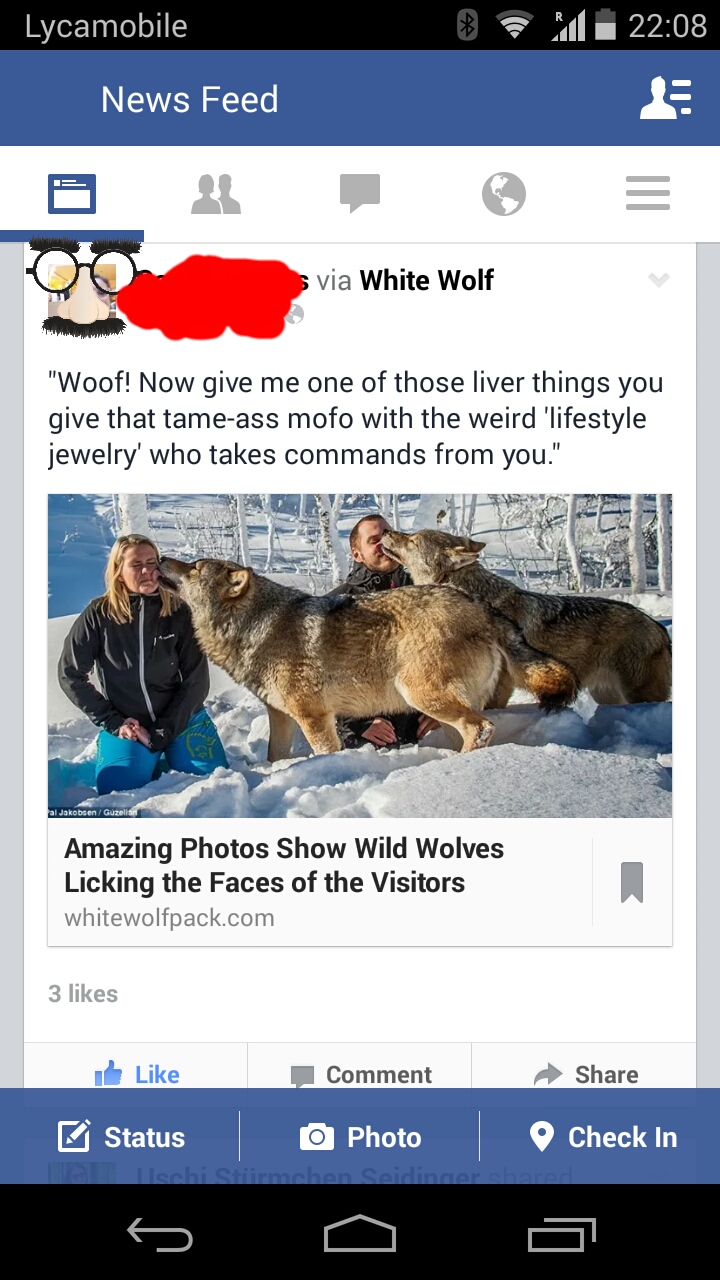 Lycamobile
R
22:08
News Feed
s via White Wolf
"Woof! Now give me one of those liver things you
give that tame-ass mofo with the weird 'lifestyle
jewelry' who takes commands from you."
al Jakobsen / Guzelian
Amazing Photos Show Wild Wolves
Licking the Faces of the Visitors
whitewolfpack.com
3 likes
Like
Comment
Share
Status
Photo
Check In
Uschi Stürmchen Seidinger shared